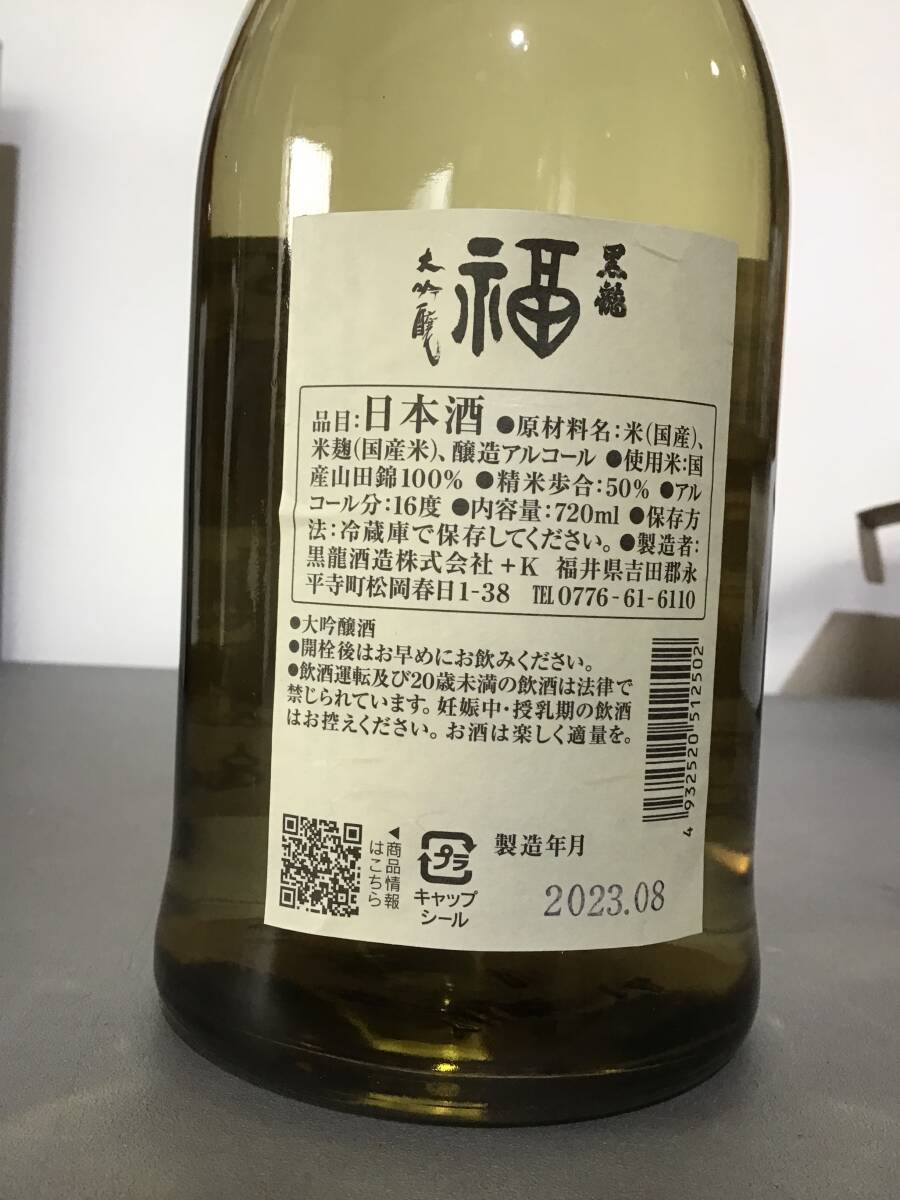 黒龍
福
大吟醸
品目:日本酒 ●原材料名:米(国産)、
米麹(国産米)、醸造アルコール ●使用米:国
産山田錦100% ●精米歩合:50% ●アル
コール分:16度 ●内容量:720ml ●保存方
法:冷蔵庫で保存してください。●製造者:
黒龍酒造株式会社+K 福井県吉田郡永
平寺町松岡春日1-38 TEL0776-61-6110
●大吟醸酒
●開栓後はお早めにお飲みください。
●飲酒運転及び20歳未満の飲酒は法律で
禁じられています。妊娠中・授乳期の飲酒
はお控えください。お酒は楽しく適量を。
4 932520 512502
◀商品情報
はこちら
プラ
キャップ
シール
製造年月
2023.08